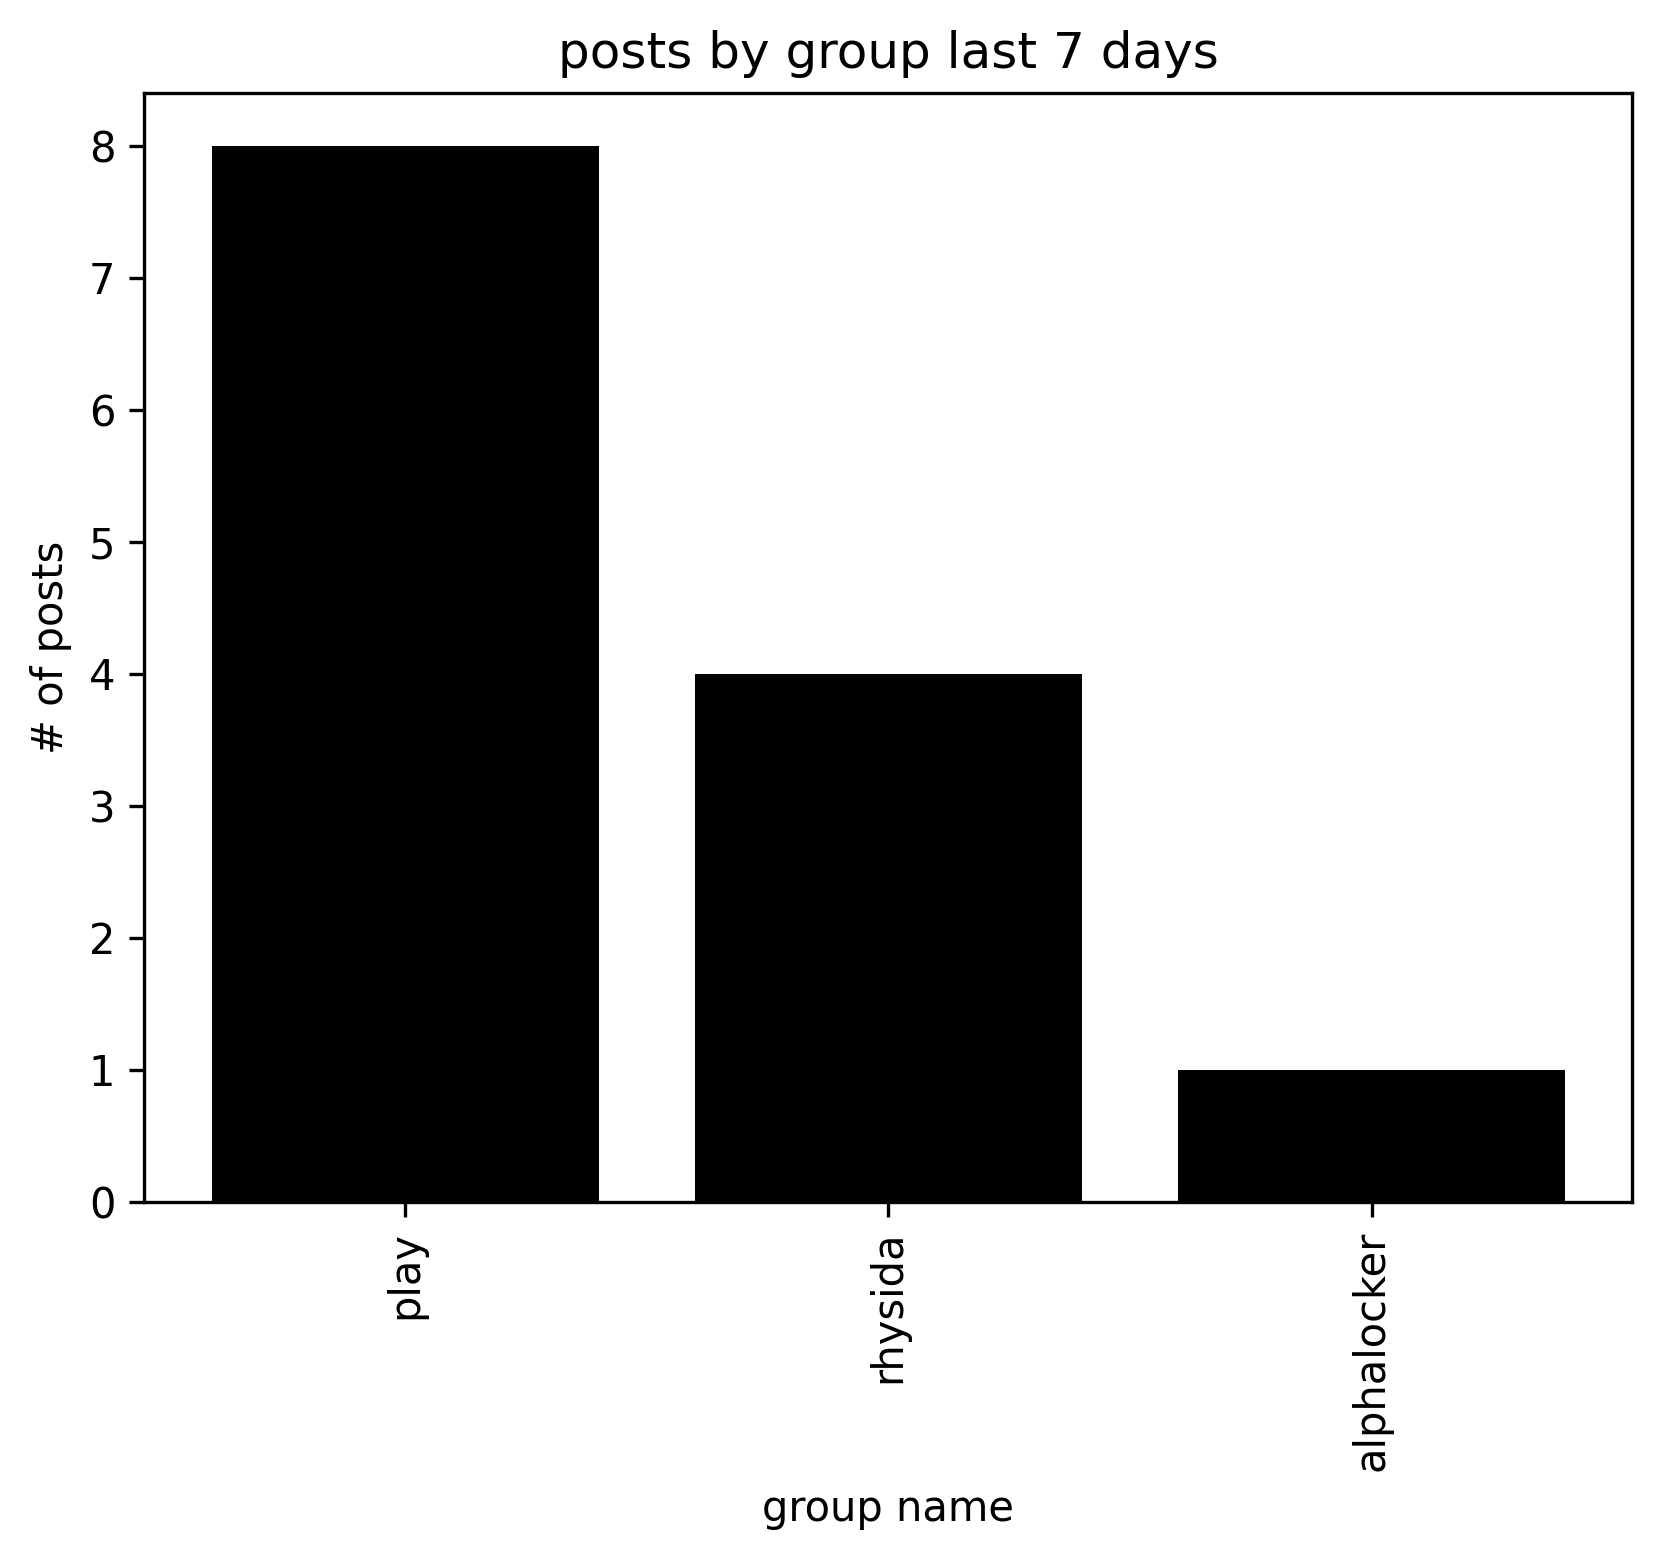 posts by group last 7 days
# of posts
8
7
6
5
4
3
2
1
0
play
rhysida
alphalocker
group name